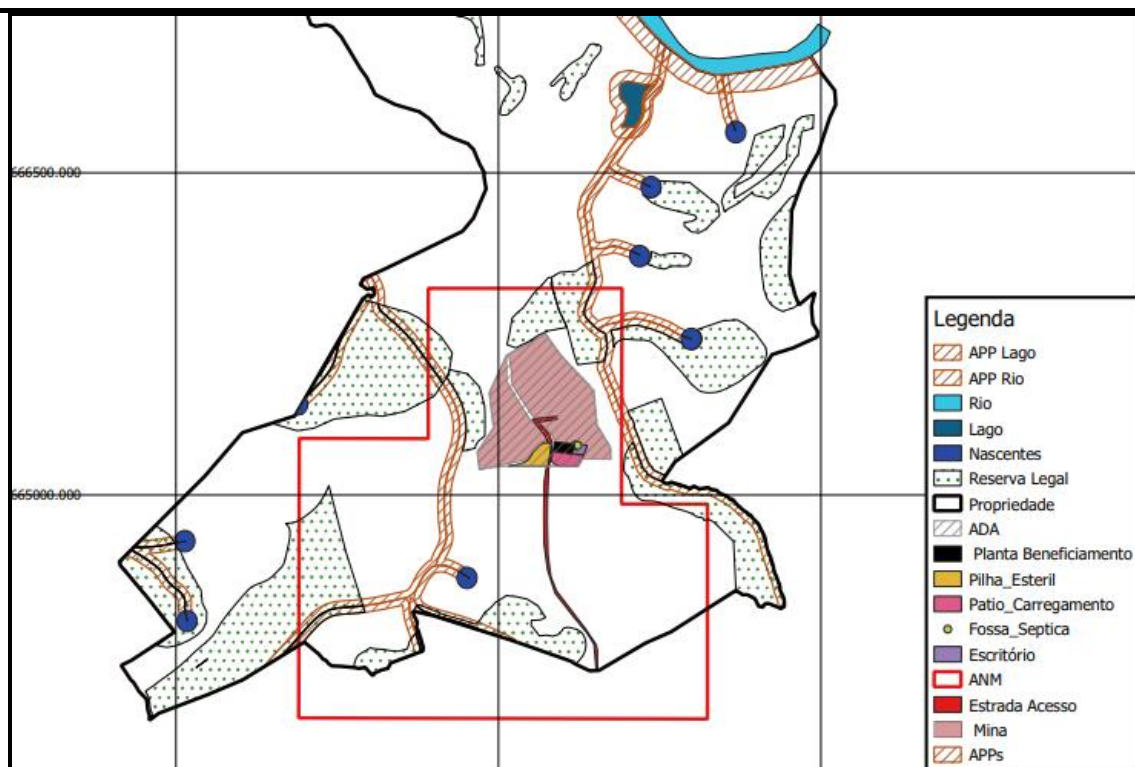 666500.000
665000.000
Legenda
APP Lago
APP Rio
Rio
Lago
Nascentes
Reserva Legal
Propriedade
ADA
Planta Beneficiamento
Pilha_Esteril
Patio_Carregamento
Fossa_Septica
Escritório
ANM
Estrada Acesso
Mina
APPs